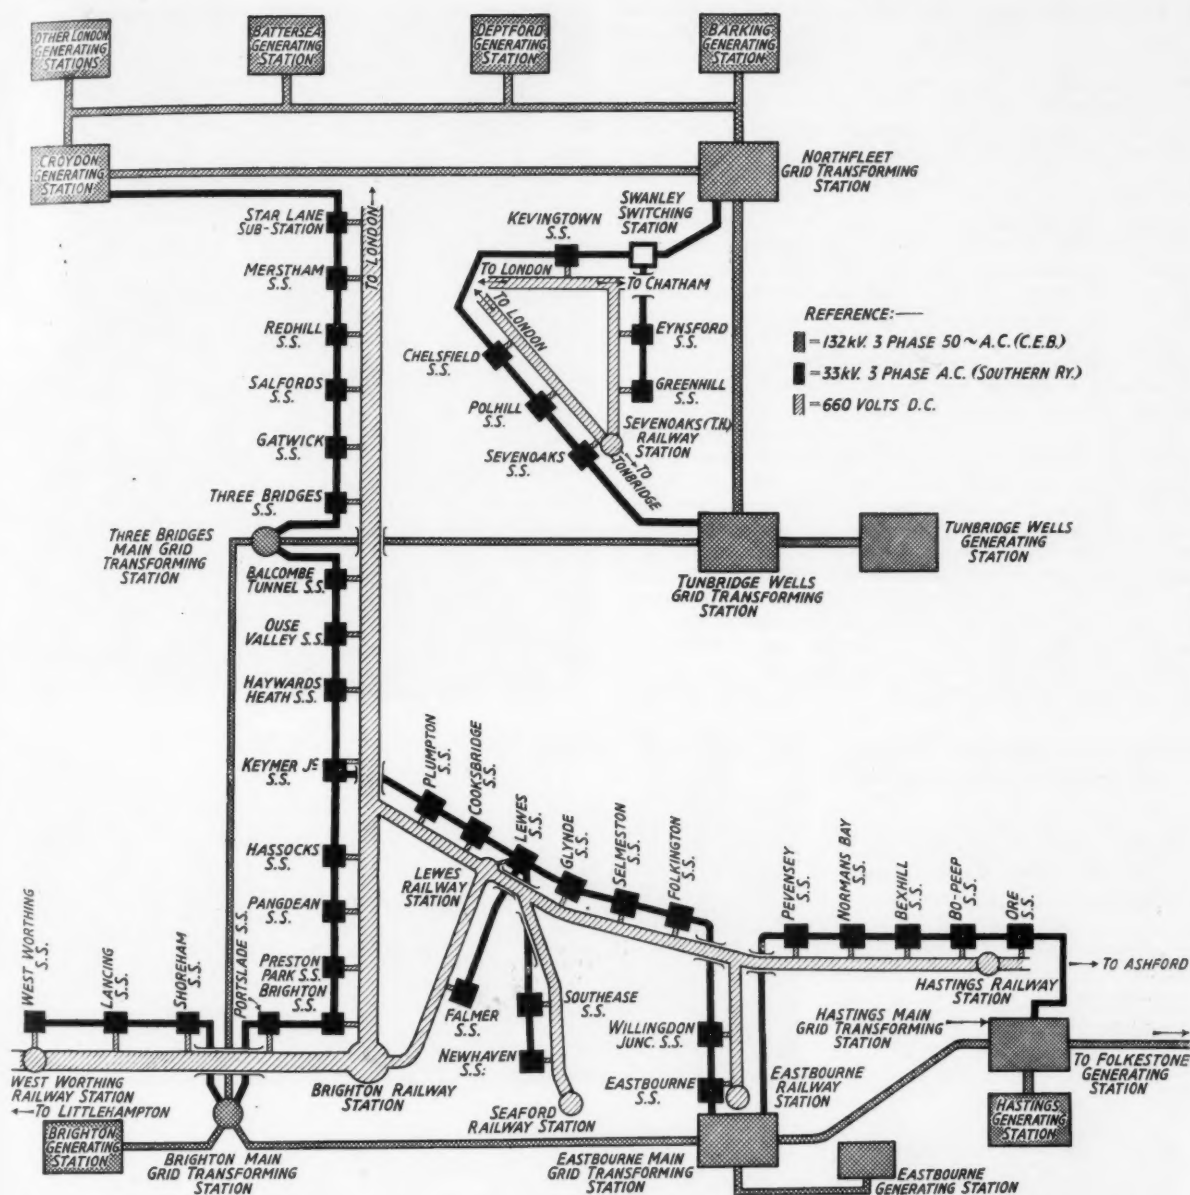 OTHER LONDON
GENERATING
STATIONS
BATTERSEA
GENERATING
STATION
DEPTFORD
GENERATING
STATION
BARKING
GENERATING
STATION
CROYDON
GENERATING
STATION
NORTHFLEET
GRID TRANSFORMING
STATION
STAR LANE
SUB-STATION
TO LONDON
KEVINGTOWN
S.S.
SWANLEY
SWITCHING
STATION
MERSTHAM
S.S.
TO LONDON
TO CHATHAM
TO LONDON
REFERENCE:—
=132kV. 3 PHASE 50~A.C. (C.E.B.)
=33kV. 3 PHASE A.C. (SOUTHERN RY.)
=660 VOLTS D.C.
REDHILL
S.S.
EYNSFORD
S.S.
CHELSFIELD
S.S.
SALFORDS
S.S.
GREENHILL
S.S.
POLHILL
S.S.
SEVENOAKS (T.H.)
RAILWAY
STATION
GATWICK
S.S.
SEVENOAKS
S.S.
TO
TONBRIDGE
THREE BRIDGES
S.S.
THREE BRIDGES
MAIN GRID
TRANSFORMING
STATION
TUNBRIDGE WELLS
GENERATING
STATION
TUNBRIDGE WELLS
GRID TRANSFORMING
STATION
BALCOMBE
TUNNEL S.S.
OUSE
VALLEY S.S.
HAYWARDS
HEATH S.S.
KEYMER Jc
S.S.
PLUMPTON
S.S.
COOKSBRIDGE
S.S.
LEWES
S.S.
GLYNDE
S.S.
SELMESTON
S.S.
FOLKINGTON
S.S.
HASSOCKS
S.S.
LEWES
RAILWAY
STATION
PEVENSEY
S.S.
NORMANS BAY
S.S.
BEXHILL
S.S.
BO-PEEP
S.S.
ORE
S.S.
PANGDEAN
S.S.
WEST WORTHING
S.S.
LANCING
S.S.
SHOREHAM
S.S.
PORTSLADE S.S.
PRESTON
PARK S.S.
BRIGHTON
S.S.
TO ASHFORD
HASTINGS RAILWAY
STATION
FALMER
S.S.
SOUTHEASE
S.S.
WILLINGDON
JUNC. S.S.
HASTINGS MAIN
GRID TRANSFORMING
STATION
NEWHAVEN
S.S.
TO FOLKESTONE
GENERATING
STATION
EASTBOURNE
S.S.
EASTBOURNE
RAILWAY
STATION
WEST WORTHING
RAILWAY STATION
TO LITTLEHAMPTON
BRIGHTON RAILWAY
STATION
SEAFORD
RAILWAY STATION
HASTINGS
GENERATING
STATION
BRIGHTON
GENERATING
STATION
BRIGHTON MAIN
GRID TRANSFORMING
STATION
EASTBOURNE MAIN
GRID TRANSFORMING
STATION
EASTBOURNE
GENERATING STATION